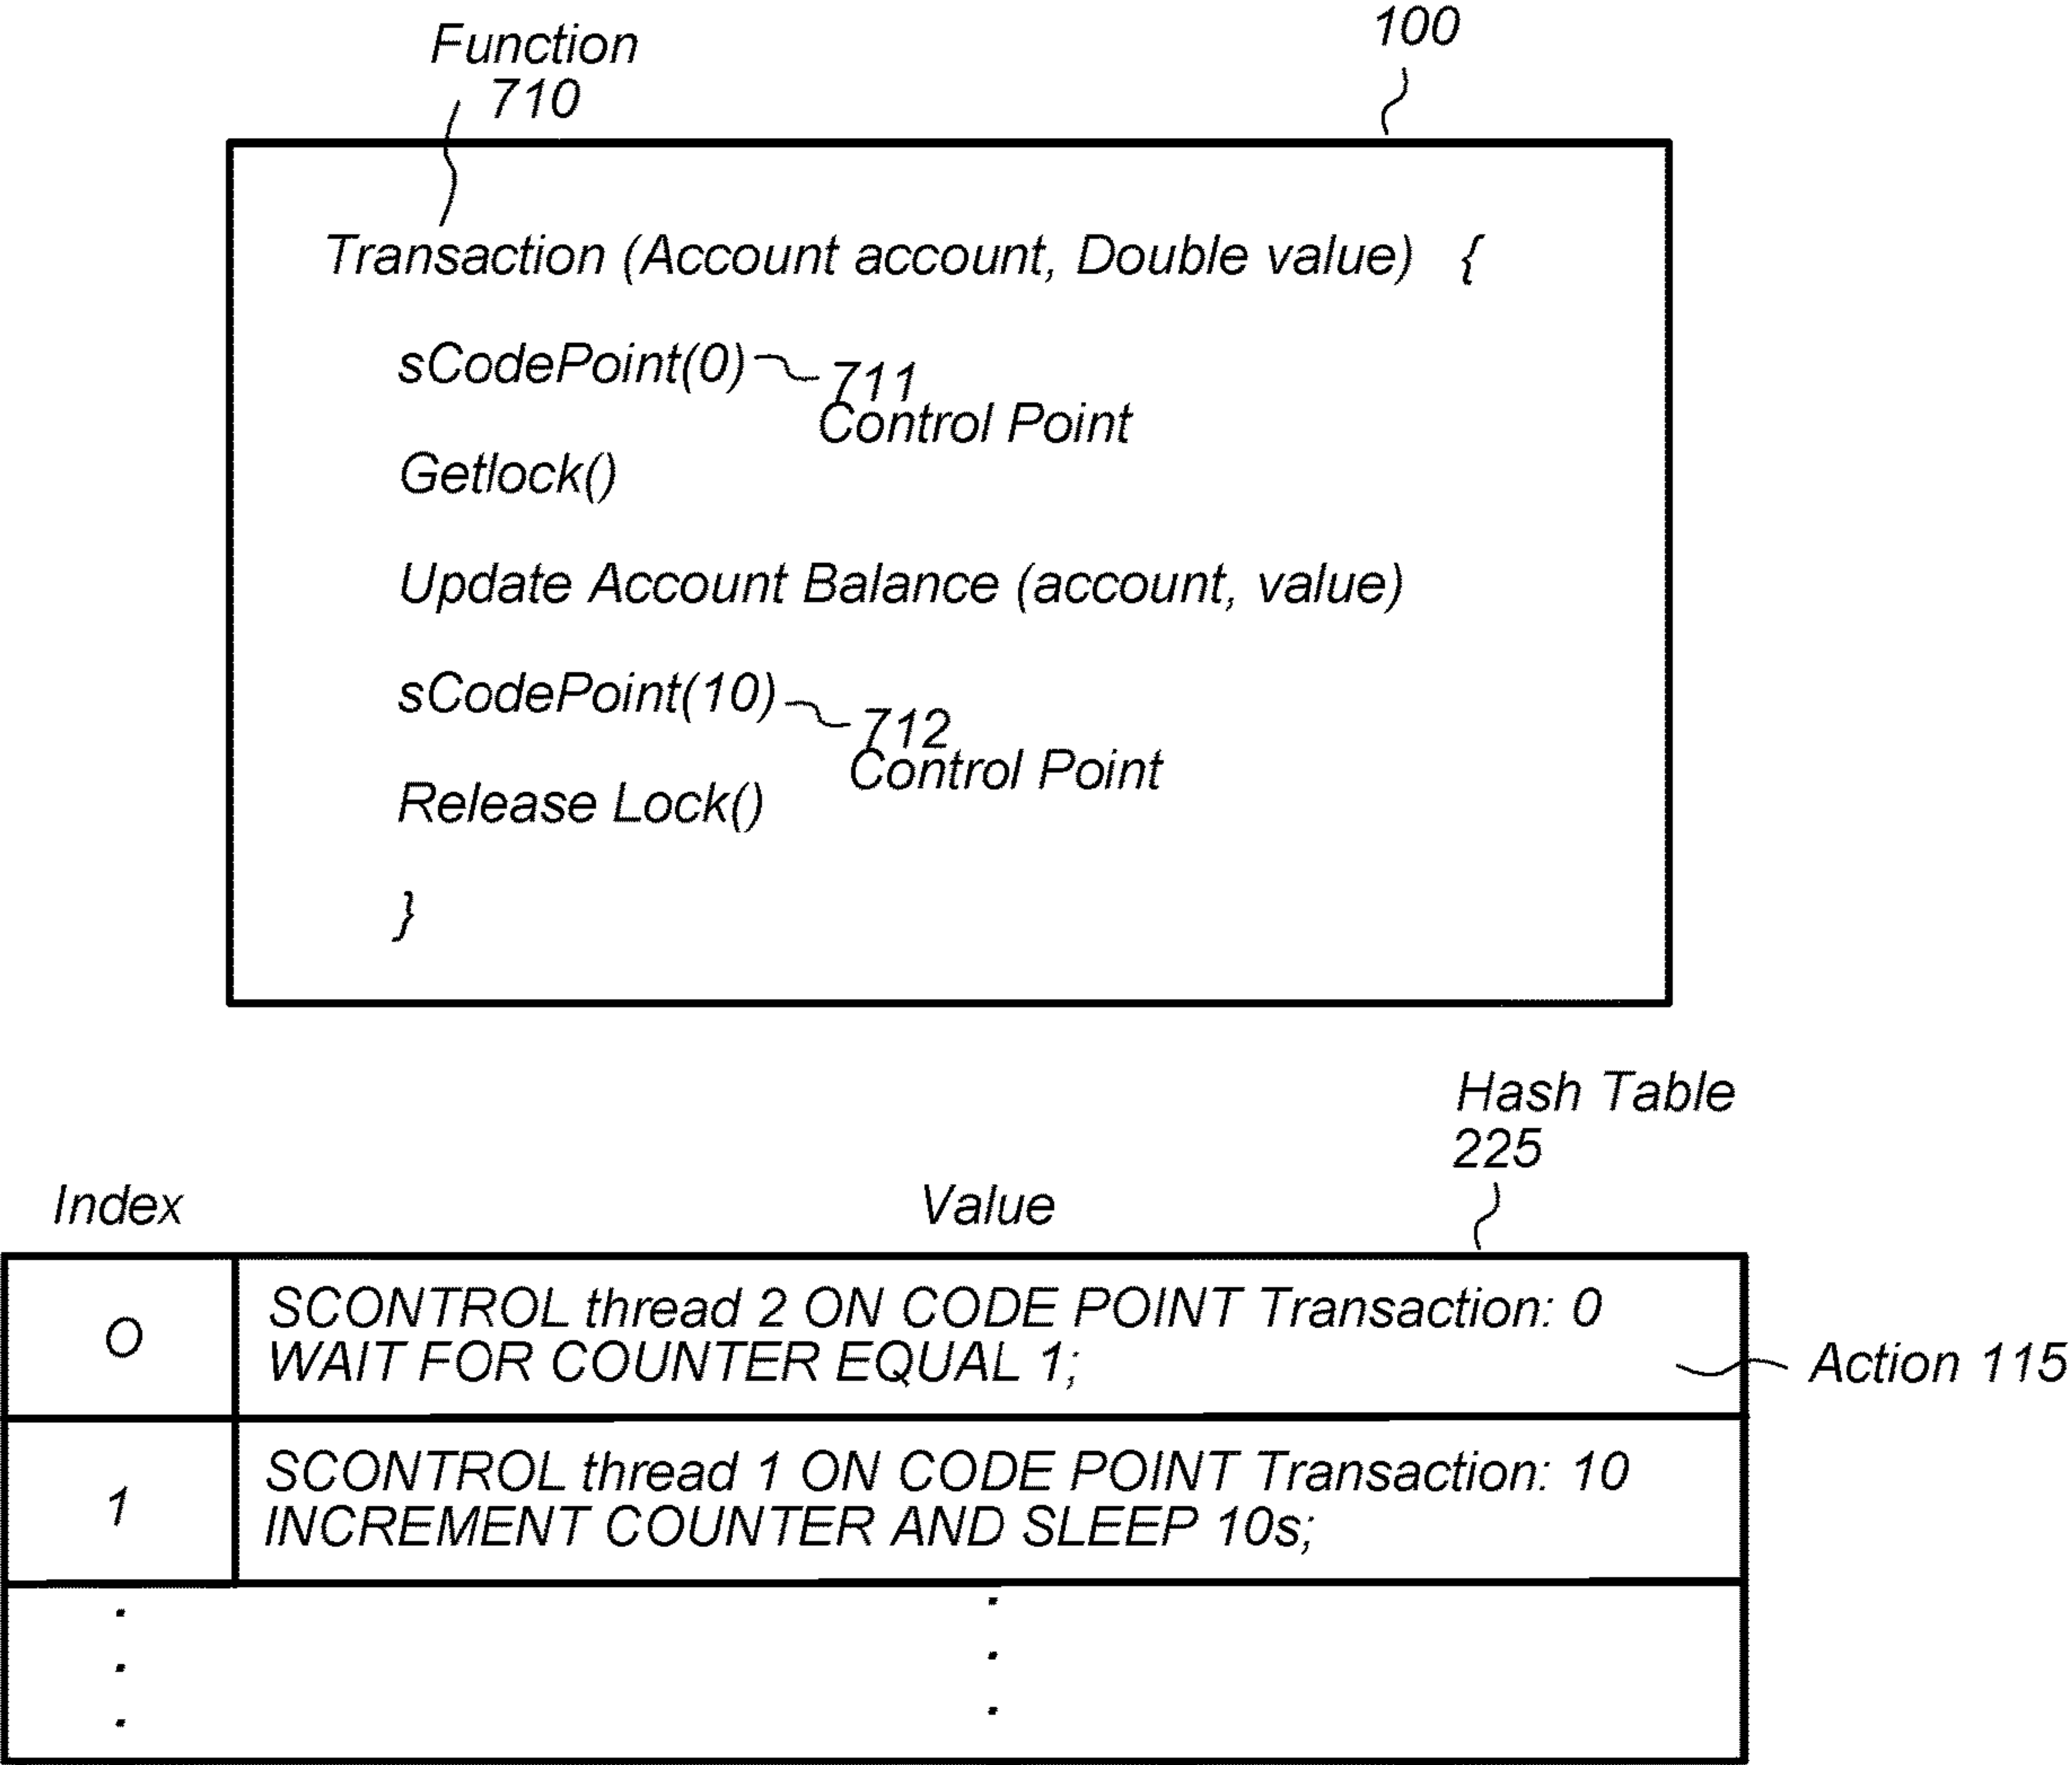 Function
710
100
Transaction (Account account, Double value) {
sCodePoint(0)
711
Control Point
Getlock()
Update Account Balance (account, value)
sCodePoint(10)
712
Control Point
Release Lock()
}
Hash Table
225
Index
Value
0
SCONTROL thread 2 ON CODE POINT Transaction: 0
WAIT FOR COUNTER EQUAL 1;
Action 115
1
SCONTROL thread 1 ON CODE POINT Transaction: 10
INCREMENT COUNTER AND SLEEP 10s;